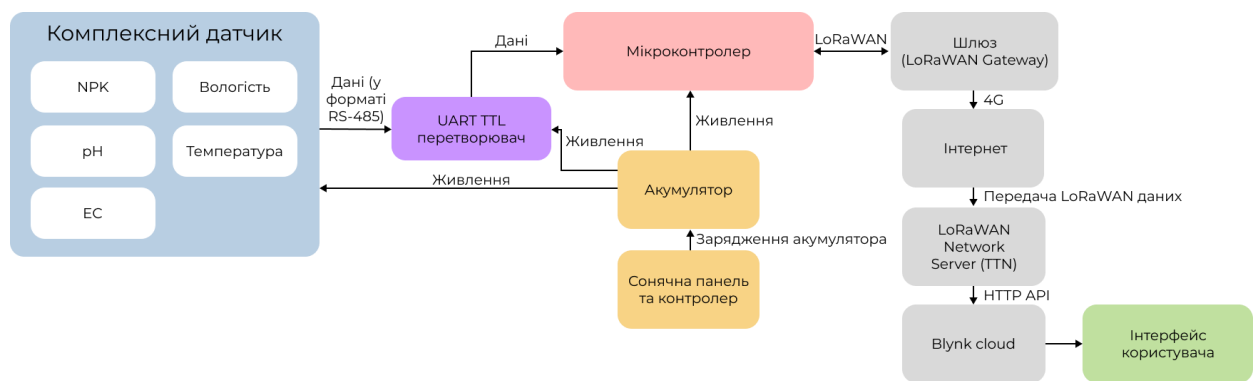 Комплексний датчик
NPK
Вологість
pH
Температура
EC
Дані (у
форматі
RS-485)
UART TTL
перетворювач
Дані
Мікроконтролер
LoRaWAN
Шлюз
(LoRaWAN Gateway)
4G
Інтернет
Передача LoRaWAN даних
LoRaWAN
Network
Server (TTN)
HTTP API
Blynk cloud
Інтерфейс
користувача
Живлення
Живлення
Живлення
Акумулятор
Зарядження акумулятора
Сонячна панель
та контролер